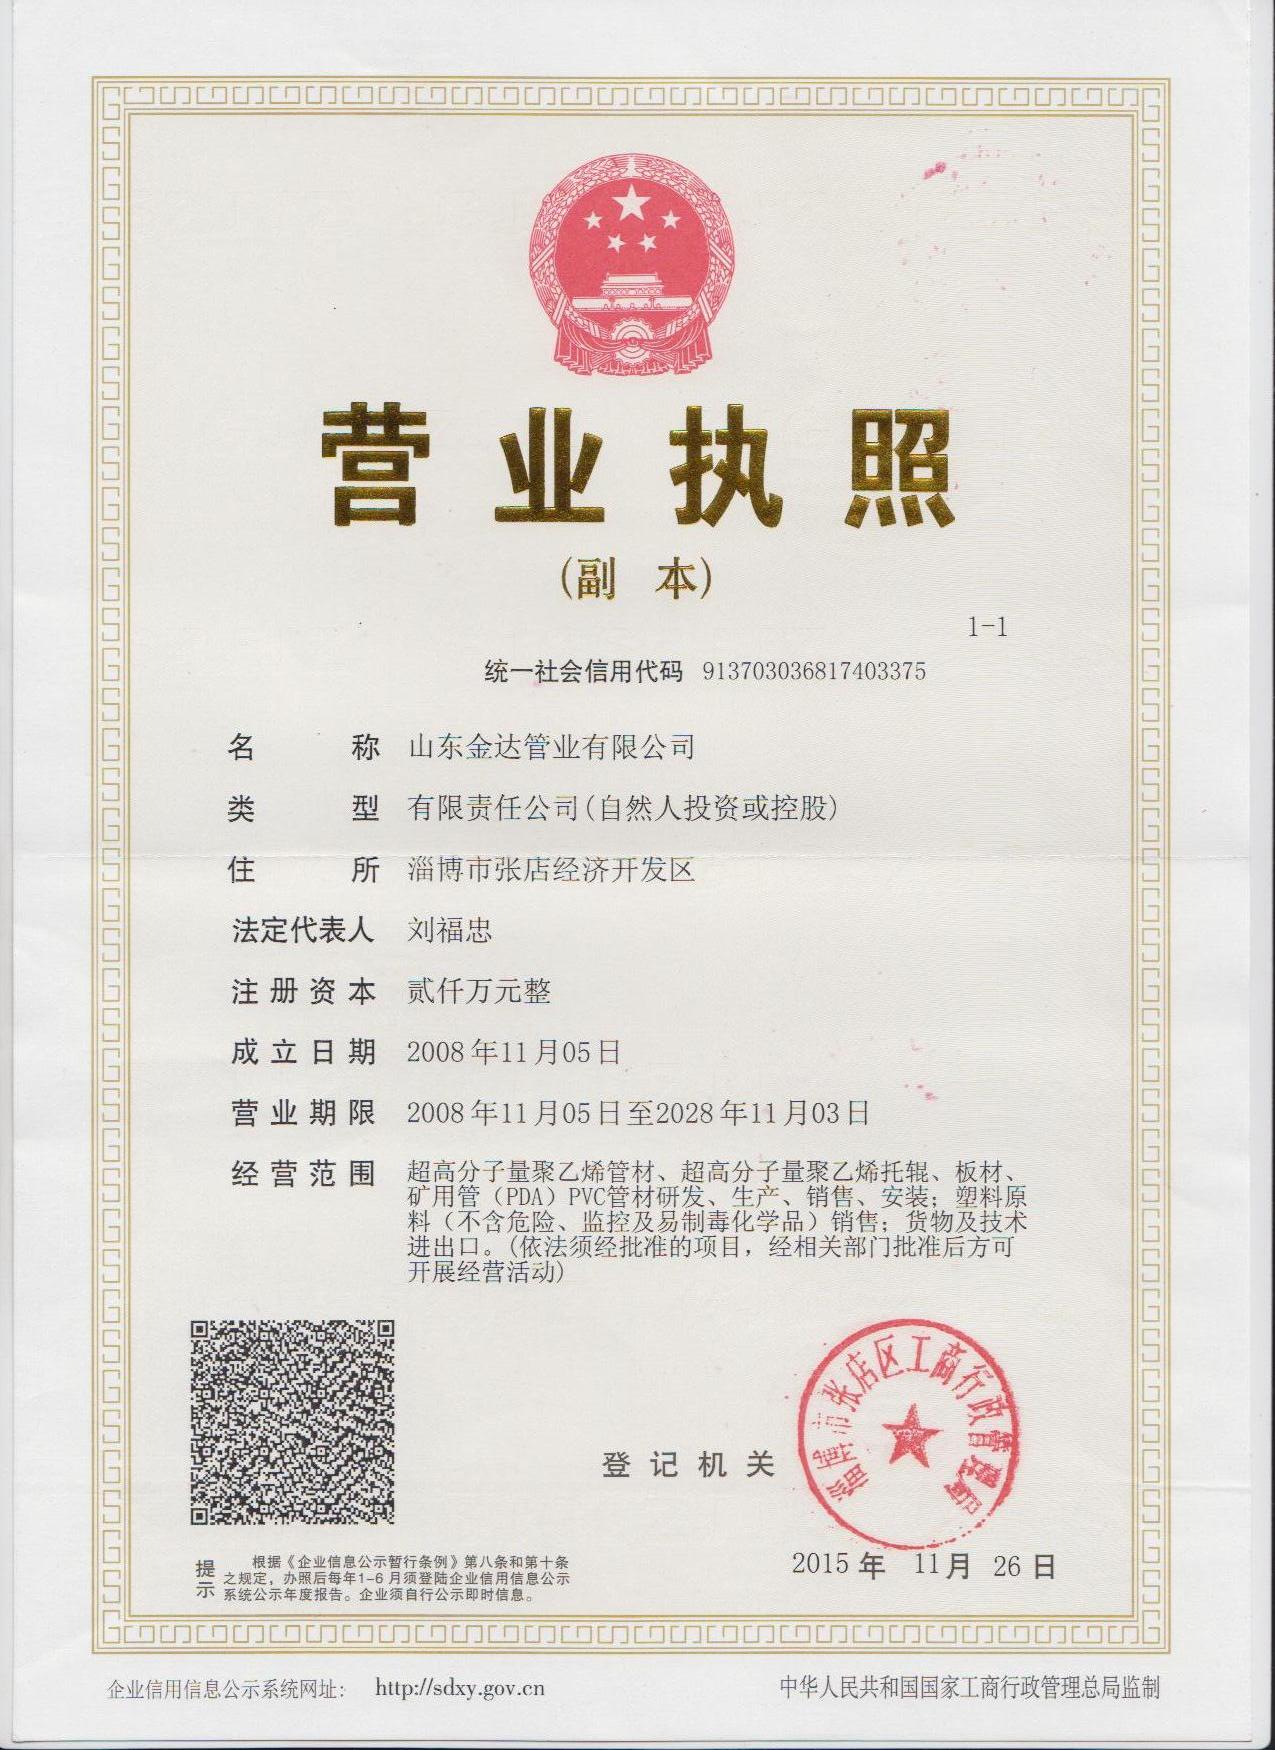 营业执照
(副 本)
1-1
统一社会信用代码 913703036817403375
名 称 山东金达管业有限公司
类 型 有限责任公司(自然人投资或控股)
住 所 淄博市张店经济开发区
法定代表人 刘福忠
注册资本 贰仟万元整
成立日期 2008年11月05日
营业期限 2008年11月05日至2028年11月03日
经营范围 超高分子量聚乙烯管材、超高分子量聚乙烯托辊、板材、
矿用管（PDA）PVC管材研发、生产、销售、安装；塑料原
料（不含危险、监控及易制毒化学品）销售；货物及技术
进出口。(依法须经批准的项目，经相关部门批准后方可
开展经营活动)
淄博市张店区工商行政管理局
登记机关
2015年 11月 26日
提示 根据《企业信息公示暂行条例》第八条和第十条
之规定，办照后每年1-6月须登陆企业信用信息公示
系统公示年度报告。企业须自行公示即时信息。
企业信用信息公示系统网址： http://sdxy.gov.cn
中华人民共和国国家工商行政管理总局监制